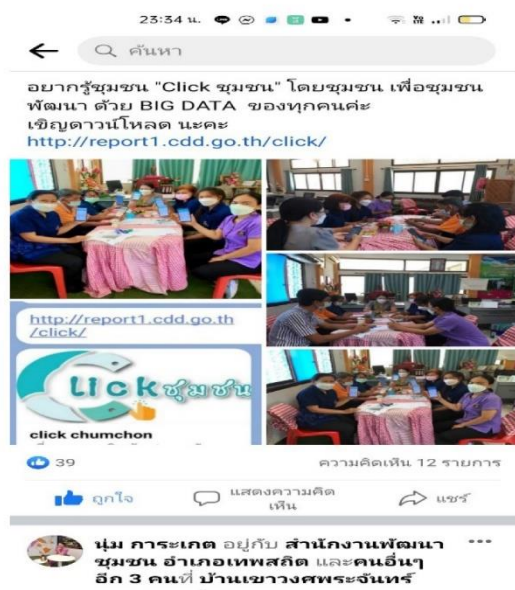 23:34 น.
ค้นหา
อยากรู้ชุมชน "Click ชุมชน" โดยชุมชน เพื่อชุมชน
พัฒนา ด้วย BIG DATA ของทุกคนค่ะ
เชิญดาวน์โหลด นะคะ
http://report1.cdd.go.th/click/
http://report1.cdd.go.th
/click/
Clickชุมชน
click chumchon
39
ความคิดเห็น 12 รายการ
ถูกใจ
แสดงความคิด
เห็น
แชร์
นุ่ม การะเกต อยู่กับ สำนักงานพัฒนา
ชุมชน อำเภอเทพสถิต และคนอื่นๆ
อีก 3 คนที่ บ้านเขาวงศพระจันทร์